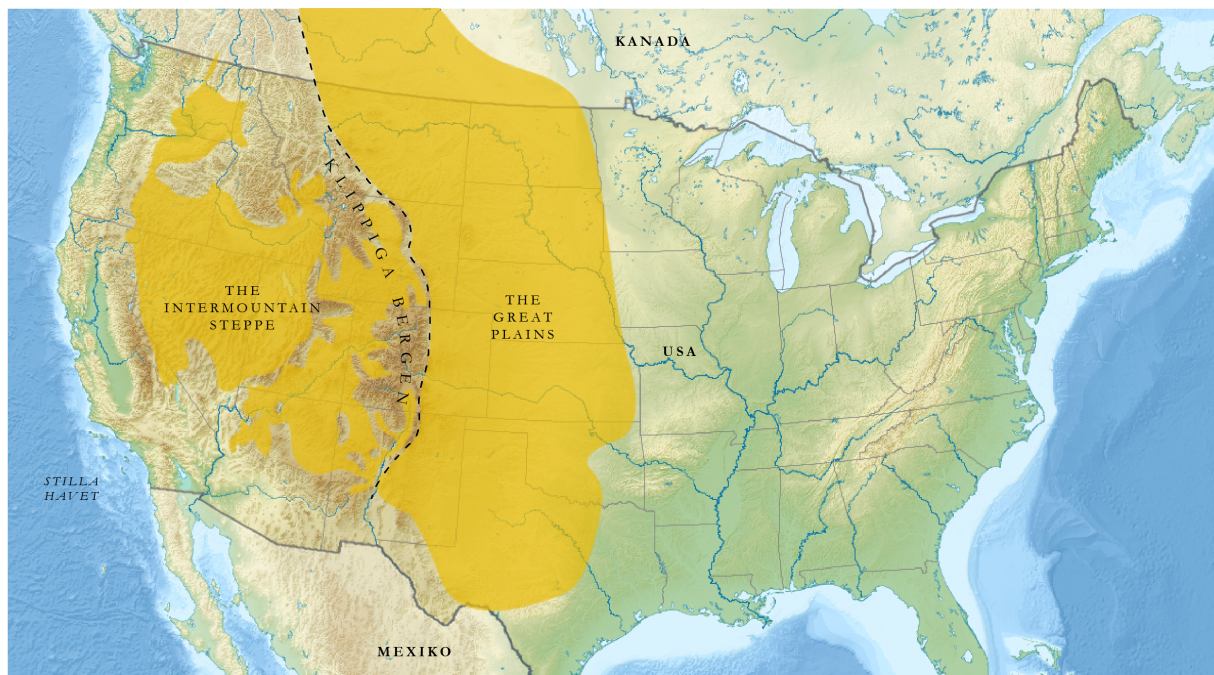 KANADA
KLIPPIGA BERGEN
THE
INTERMOUNTAIN
STEPPE
THE
GREAT
PLAINS
USA
STILLA
HAVET
MEXIKO